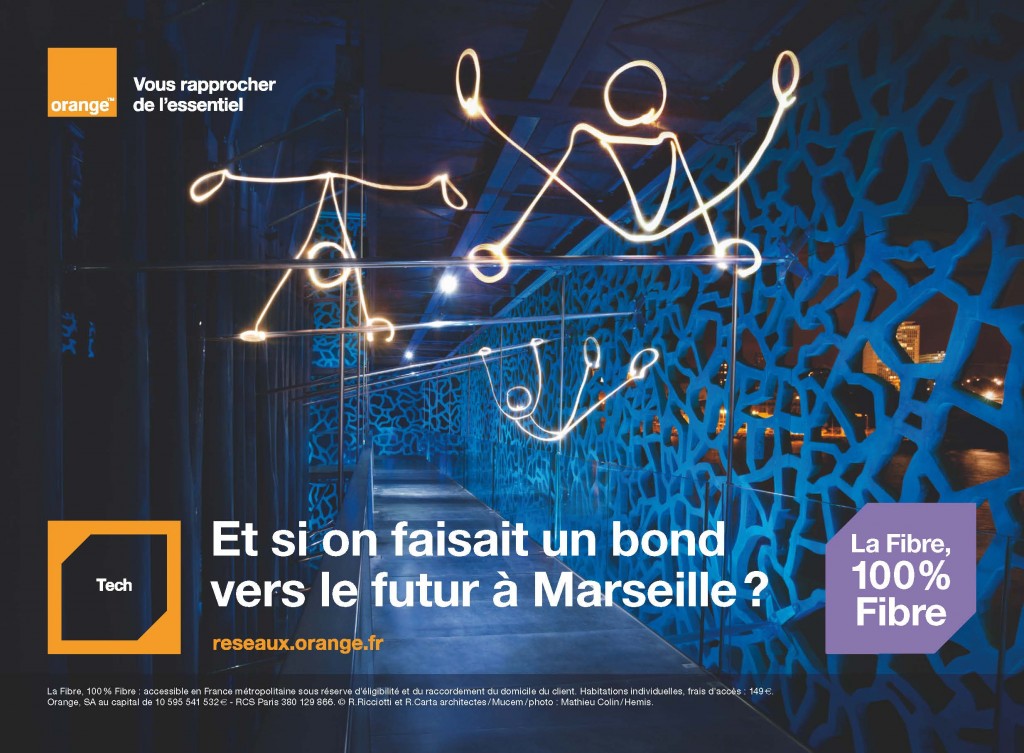 orange™
Vous rapprocher
de l'essentiel
Tech
Et si on faisait un bond
vers le futur à Marseille ?
reseaux.orange.fr
La Fibre,
100 %
Fibre
La Fibre, 100 % Fibre : accessible en France métropolitaine sous réserve d'éligibilité et du raccordement du domicile du client. Habitations individuelles, frais d'accès : 149 €.
Orange, SA au capital de 10 595 541 532 € - RCS Paris 380 129 866. © R.Ricciotti et R.Carta architectes / Mucem / photo : Mathieu Colin / Hemis.